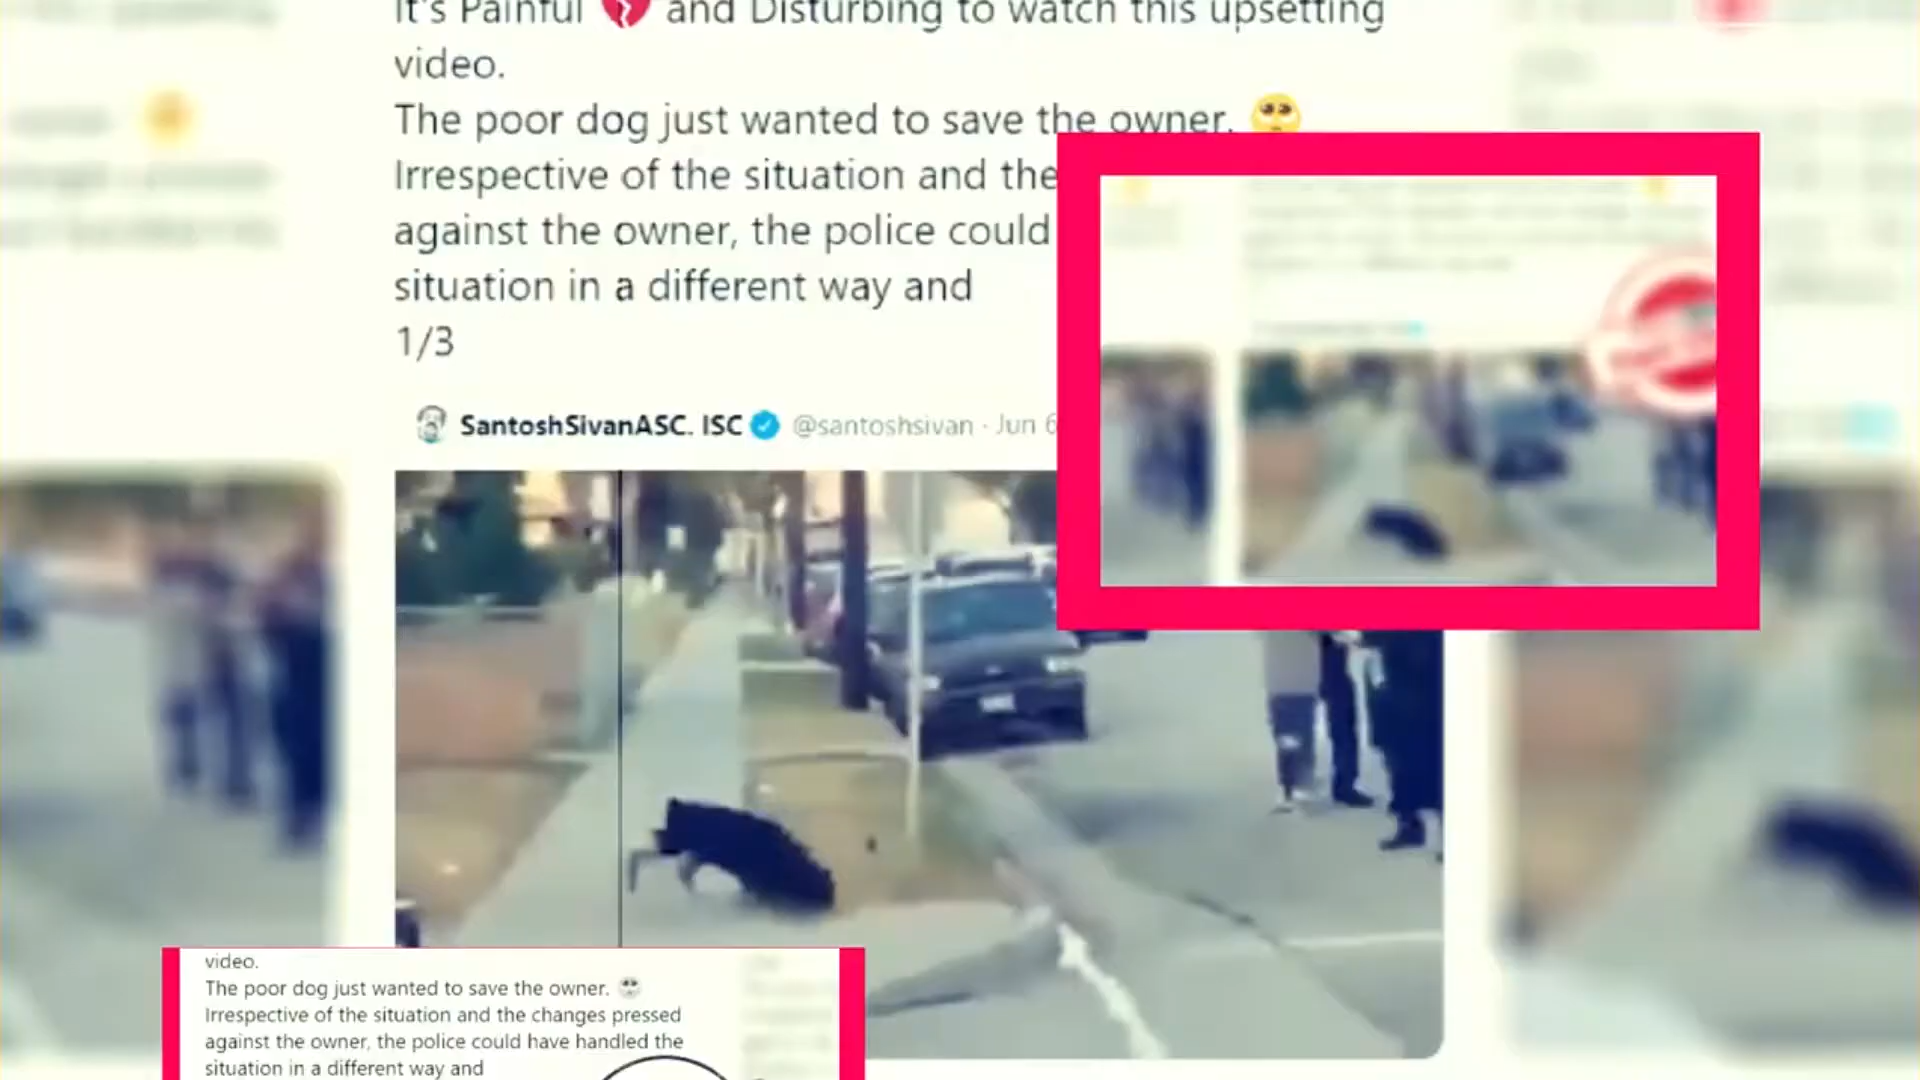 It's Painful 💔 and Disturbing to watch this upsetting
video.
The poor dog just wanted to save the owner. 🥺
Irrespective of the situation and the
against the owner, the police could
situation in a different way and
1/3
SantoshSivanASC. ISC @santoshsivan · Jun 6
video.
The poor dog just wanted to save the owner. 🥺
Irrespective of the situation and the changes pressed
against the owner, the police could have handled the
situation in a different way and